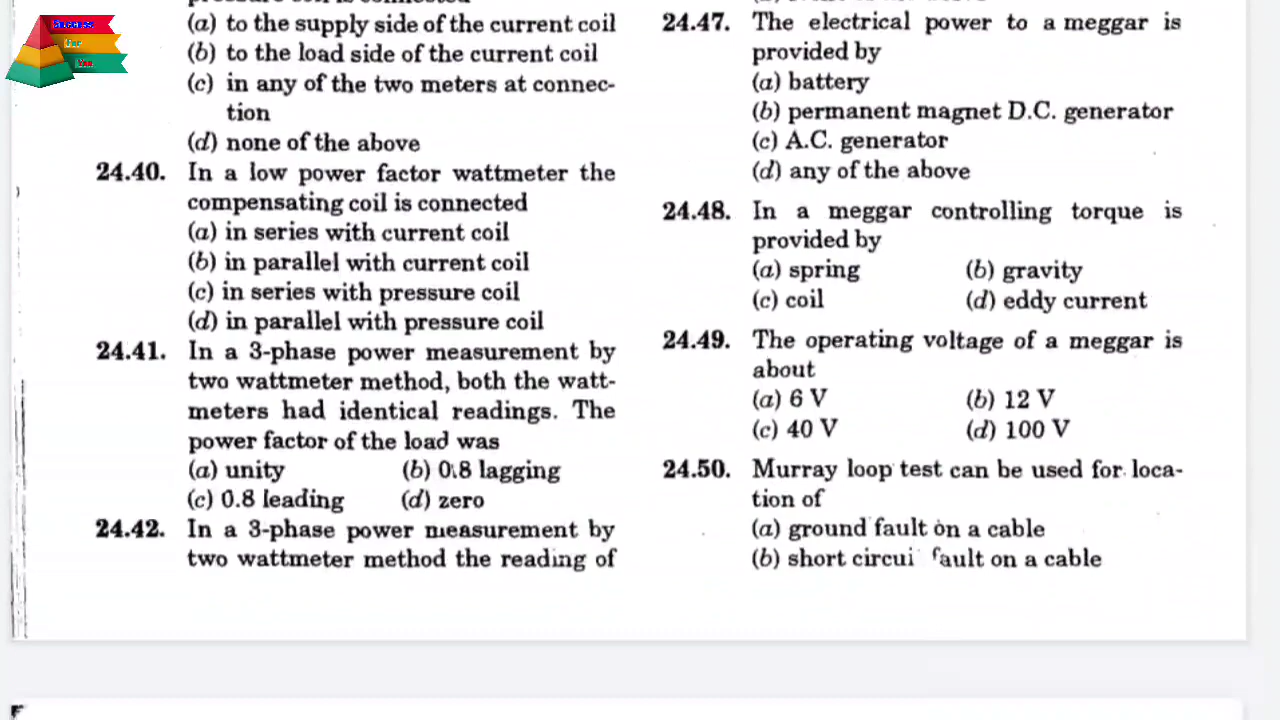 Success
For
You
(a) to the supply side of the current coil
(b) to the load side of the current coil
(c) in any of the two meters at connec-
tion
(d) none of the above
24.40. In a low power factor wattmeter the
compensating coil is connected
(a) in series with current coil
(b) in parallel with current coil
(c) in series with pressure coil
(d) in parallel with pressure coil
24.41. In a 3-phase power measurement by
two wattmeter method, both the watt-
meters had identical readings. The
power factor of the load was
(a) unity (b) 0.8 lagging
(c) 0.8 leading (d) zero
24.42. In a 3-phase power measurement by
two wattmeter method the reading of
24.47. The electrical power to a meggar is
provided by
(a) battery
(b) permanent magnet D.C. generator
(c) A.C. generator
(d) any of the above
24.48. In a meggar controlling torque is
provided by
(a) spring (b) gravity
(c) coil (d) eddy current
24.49. The operating voltage of a meggar is
about
(a) 6 V (b) 12 V
(c) 40 V (d) 100 V
24.50. Murray loop test can be used for loca-
tion of
(a) ground fault on a cable
(b) short circui fault on a cable